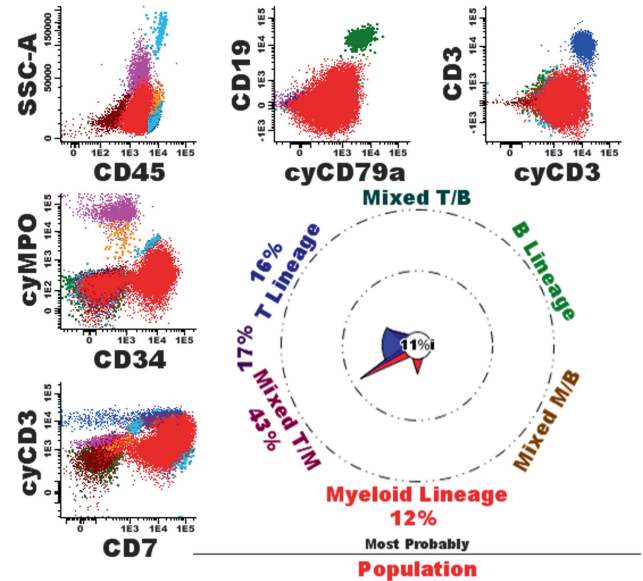 SSC-A
150000
50000
0
0 1E2 1E3 1E4 1E5
CD45
CD19
1E5
1E4
1E3
0
-1E3
0 1E3 1E4 1E5
cyCD79a
CD3
1E5
1E4
1E3
0
-1E3
0 1E3 1E4 1E5
cyCD3
cyMPO
1E5
1E4
1E3
1E2
0
0 1E3 1E4 1E5
CD34
cyCD3
1E5
1E4
1E3
0
0 1E3 1E4 1E5
CD7
Mixed T/B
B Lineage
Mixed M/B
Myeloid Lineage
12%
Mixed T/M
43%
17%
T Lineage
16%
11%i
Most Probably
Population